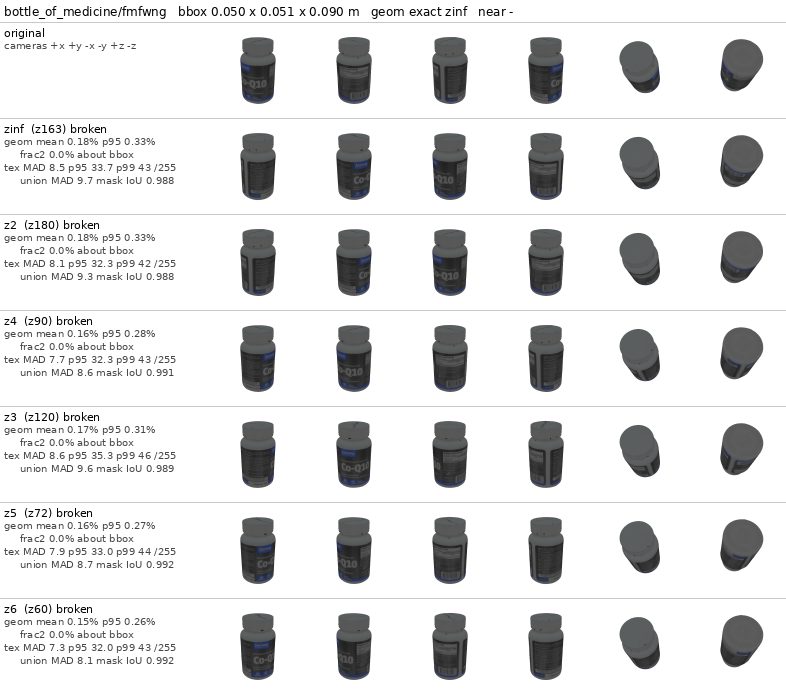 bottle_of_medicine/fmfwng   bbox 0.050 x 0.051 x 0.090 m   geom exact zinf   near -
original
cameras +x +y -x -y +z -z
Co-Q10
zinf  (z163) broken
geom mean 0.18% p95 0.33%
frac2 0.0% about bbox
tex MAD 8.5 p95 33.7 p99 43 /255
union MAD 9.7 mask IoU 0.988
z2  (z180) broken
geom mean 0.18% p95 0.33%
frac2 0.0% about bbox
tex MAD 8.1 p95 32.3 p99 42 /255
union MAD 9.3 mask IoU 0.988
z4  (z90) broken
geom mean 0.16% p95 0.28%
frac2 0.0% about bbox
tex MAD 7.7 p95 32.3 p99 43 /255
union MAD 8.6 mask IoU 0.991
z3  (z120) broken
geom mean 0.17% p95 0.31%
frac2 0.0% about bbox
tex MAD 8.6 p95 35.3 p99 46 /255
union MAD 9.6 mask IoU 0.989
Co-Q10
z5  (z72) broken
geom mean 0.16% p95 0.27%
frac2 0.0% about bbox
tex MAD 7.9 p95 33.0 p99 44 /255
union MAD 8.7 mask IoU 0.992
z6  (z60) broken
geom mean 0.15% p95 0.26%
frac2 0.0% about bbox
tex MAD 7.3 p95 32.0 p99 43 /255
union MAD 8.1 mask IoU 0.992
Co-Q10